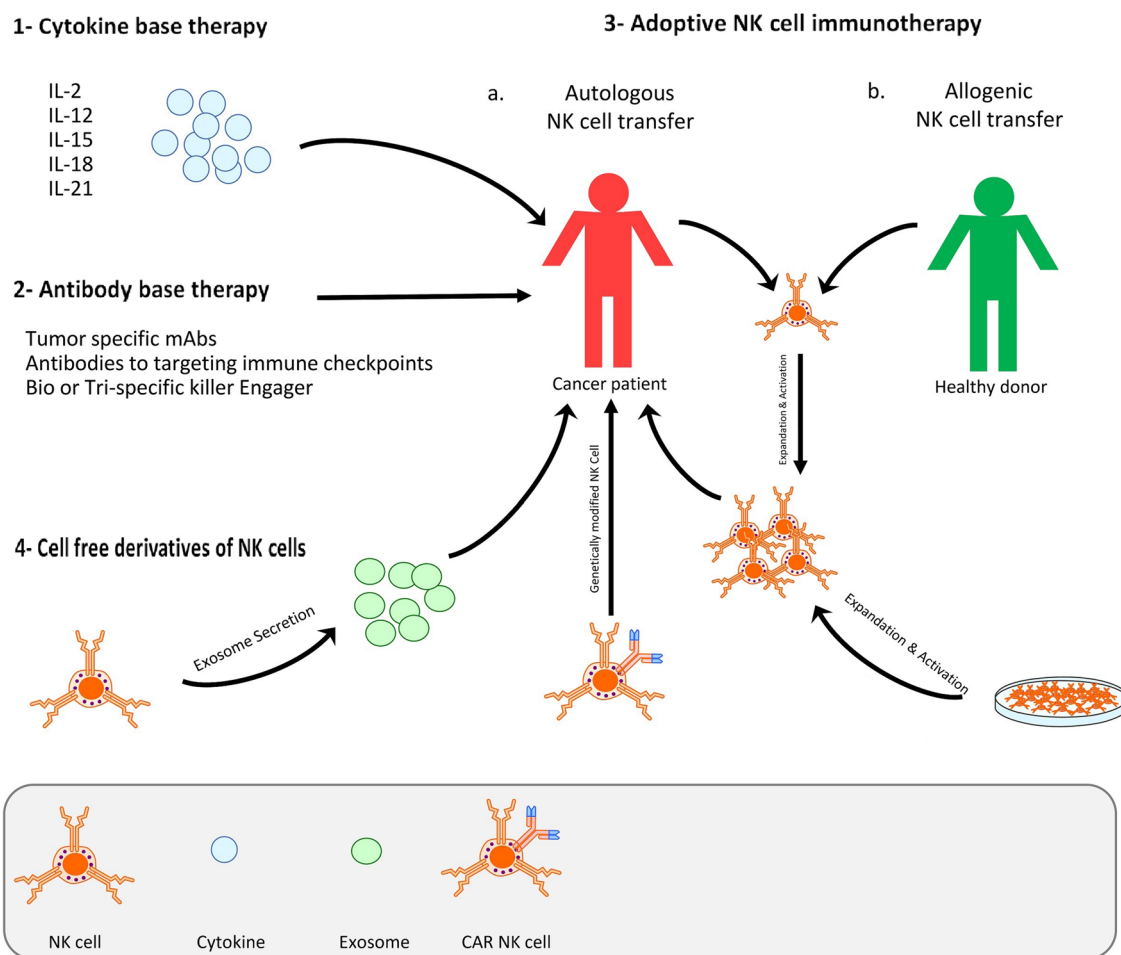 1- Cytokine base therapy
IL-2
IL-12
IL-15
IL-18
IL-21
2- Antibody base therapy
Tumor specific mAbs
Antibodies to targeting immune checkpoints
Bio or Tri-specific killer Engager
3- Adoptive NK cell immunotherapy
a.
Autologous
NK cell transfer
b.
Allogenic
NK cell transfer
Cancer patient
Healthy donor
Expandation & Activation
Genetically modified NK Cell
Expandation & Activation
4- Cell free derivatives of NK cells
Exosome Secretion
NK cell
Cytokine
Exosome
CAR NK cell